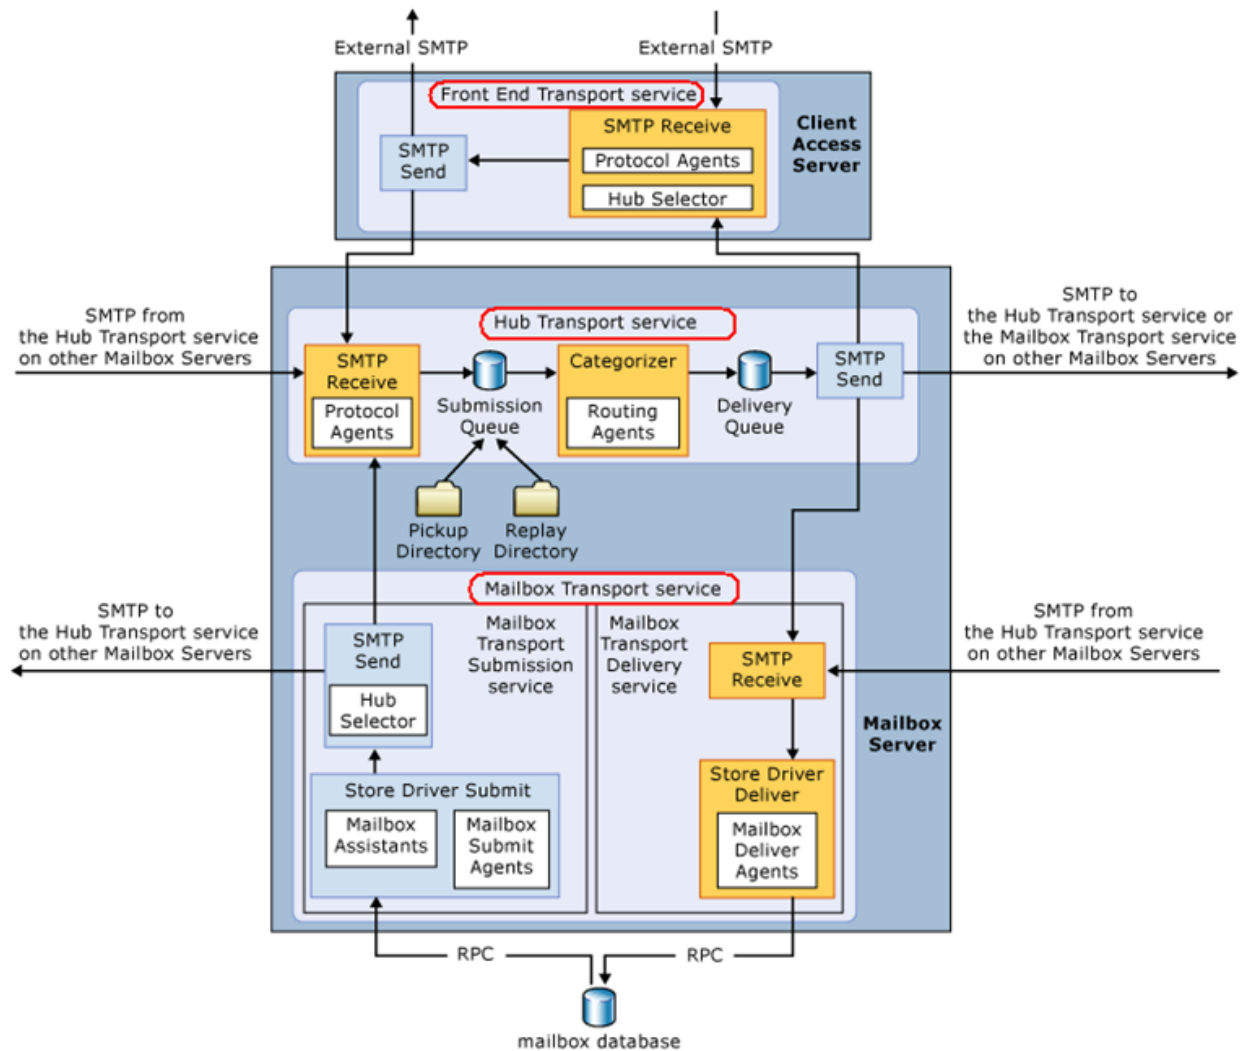 External SMTP
External SMTP
Front End Transport service
SMTP Receive
Protocol Agents
Hub Selector
SMTP
Send
Client
Access
Server
SMTP from
the Hub Transport service
on other Mailbox Servers
Hub Transport service
SMTP
Receive
Protocol
Agents
Submission
Queue
Categorizer
Routing
Agents
Delivery
Queue
SMTP
Send
SMTP to
the Hub Transport service or
the Mailbox Transport service
on other Mailbox Servers
Pickup
Directory
Replay
Directory
Mailbox Transport service
SMTP to
the Hub Transport service
on other Mailbox Servers
SMTP
Send
Hub
Selector
Mailbox
Transport
Submission
service
Mailbox
Transport
Delivery
service
SMTP
Receive
SMTP from
the Hub Transport service
on other Mailbox Servers
Mailbox
Server
Store Driver Submit
Mailbox
Assistants
Mailbox
Submit
Agents
Store Driver
Deliver
Mailbox
Deliver
Agents
RPC
RPC
mailbox database